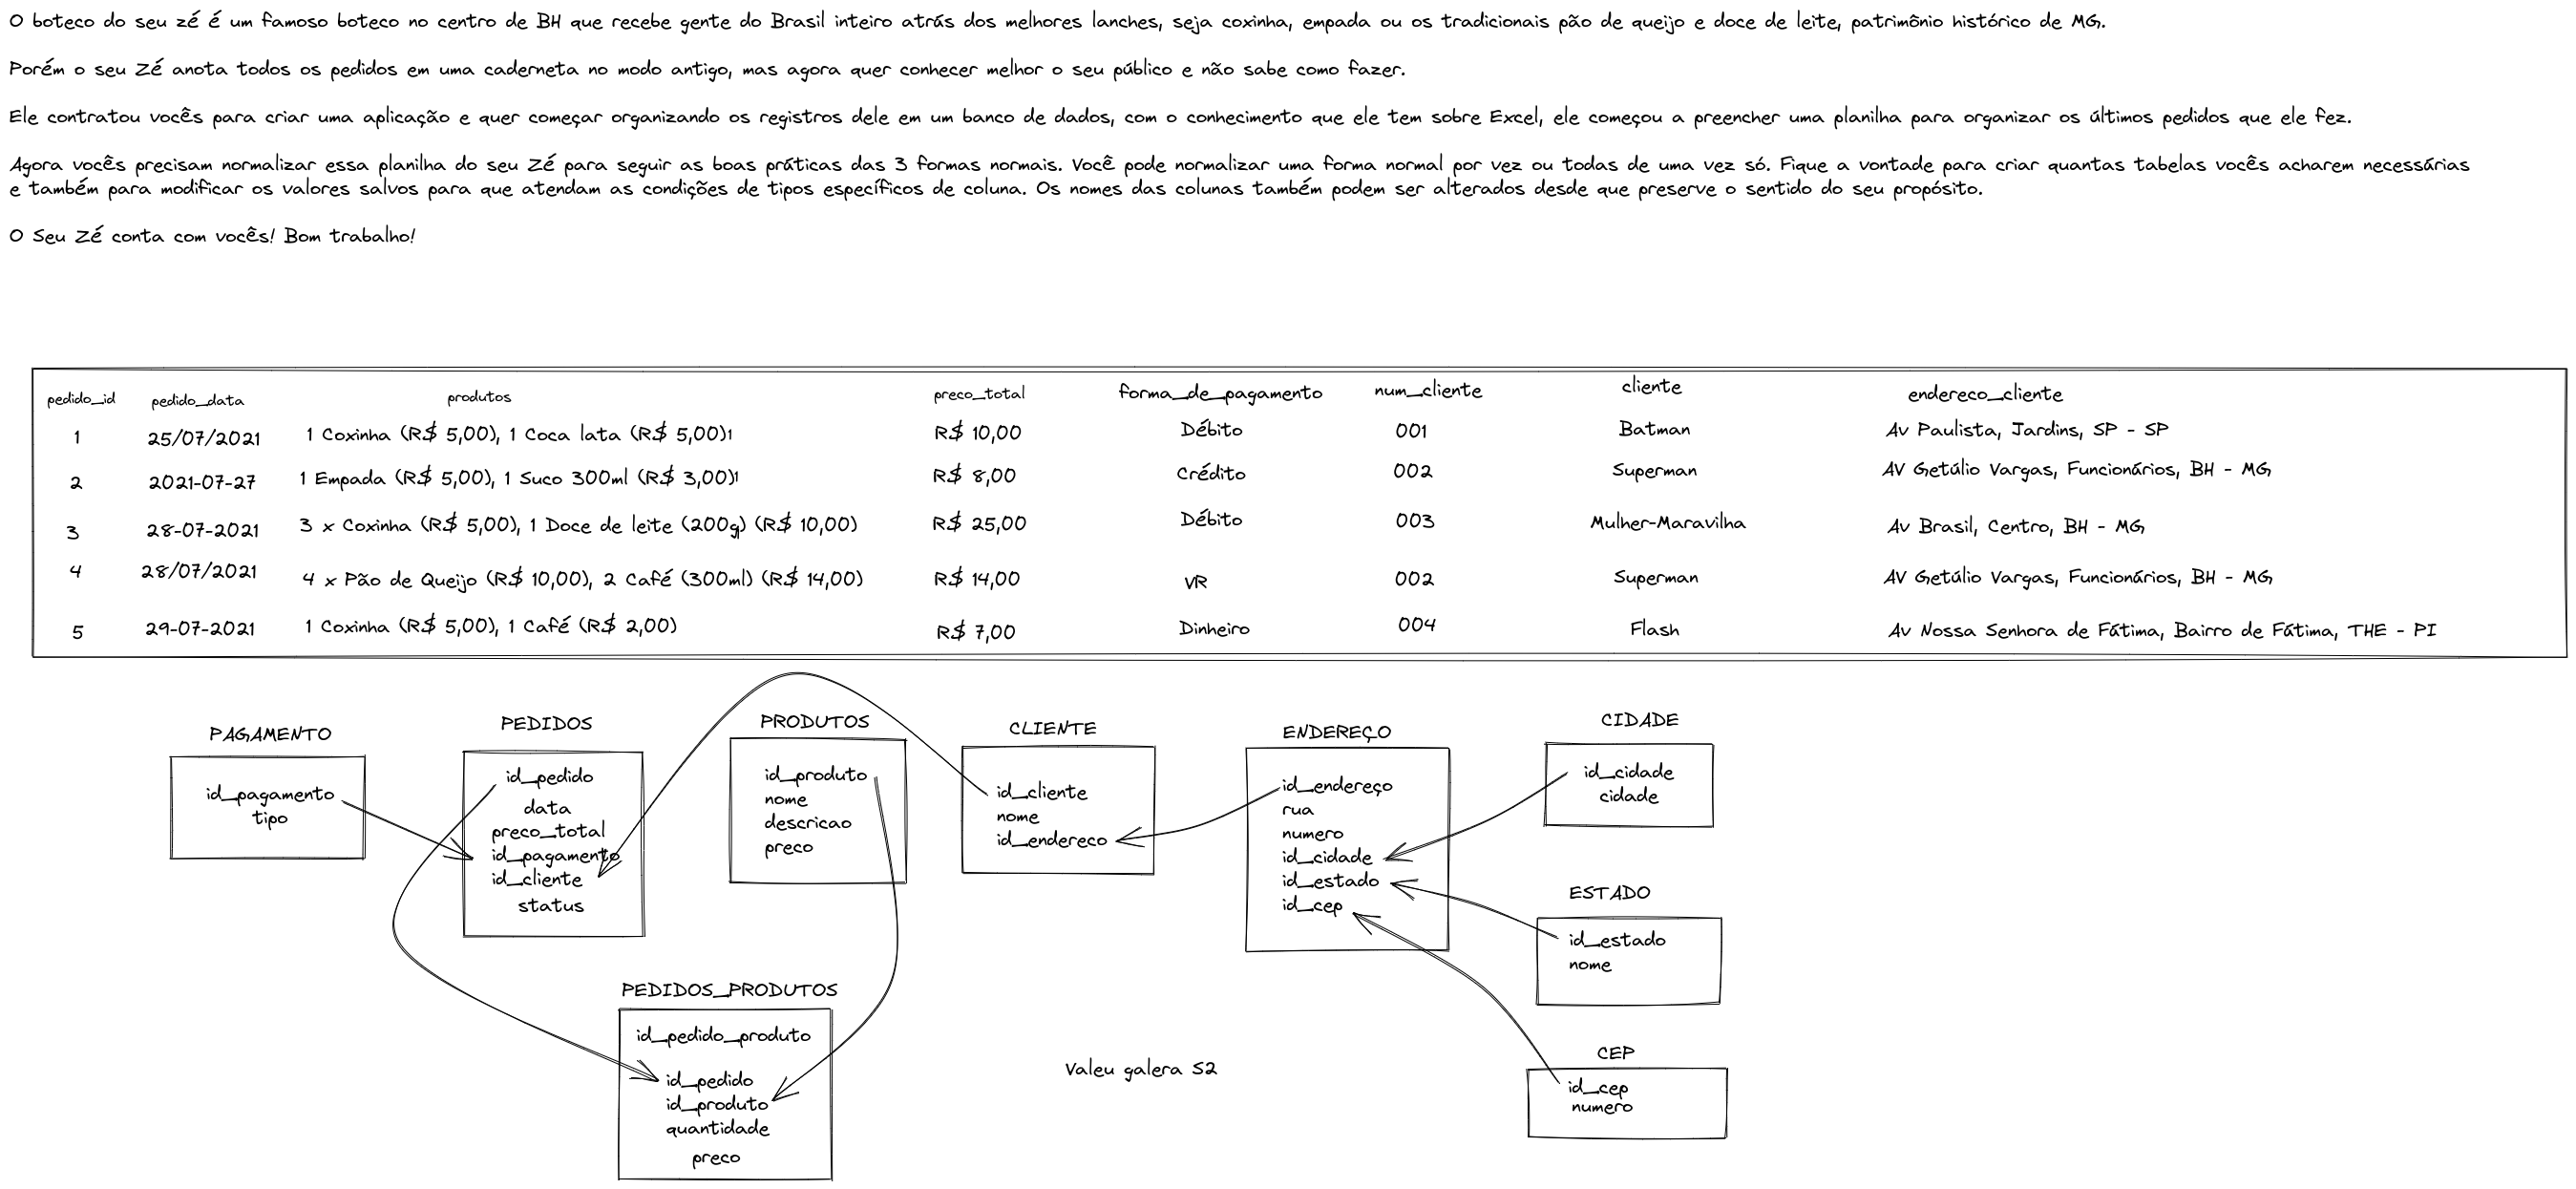 O boteco do seu zé é um famoso boteco no centro de BH que recebe gente do Brasil inteiro atrás dos melhores lanches, seja coxinha, empada ou os tradicionais pão de queijo e doce de leite, patrimônio histórico de MG.
Porém o seu Zé anota todos os pedidos em uma caderneta no modo antigo, mas agora quer conhecer melhor o seu público e não sabe como fazer.
Ele contratou vocês para criar uma aplicação e quer começar organizando os registros dele em um banco de dados, com o conhecimento que ele tem sobre Excel, ele começou a preencher uma planilha para organizar os últimos pedidos que ele fez.
Agora vocês precisam normalizar essa planilha do seu Zé para seguir as boas práticas das 3 formas normais. Você pode normalizar uma forma normal por vez ou todas de uma vez só. Fique a vontade para criar quantas tabelas vocês acharem necessárias
e também para modificar os valores salvos para que atendam as condições de tipos específicos de coluna. Os nomes das colunas também podem ser alterados desde que preserve o sentido do seu propósito.
O Seu Zé conta com vocês! Bom trabalho!
pedido_id pedido_data produtos preco_total forma_de_pagamento num_cliente cliente endereco_cliente
1 25/07/2021 1 Coxinha (R$ 5,00), 1 Coca lata (R$ 5,00)1 R$ 10,00 Débito 001 Batman Av Paulista, Jardins, SP - SP
2 2021-07-27 1 Empada (R$ 5,00), 1 Suco 300ml (R$ 3,00)1 R$ 8,00 Crédito 002 Superman AV Getúlio Vargas, Funcionários, BH - MG
3 28-07-2021 3 x Coxinha (R$ 5,00), 1 Doce de leite (200g) (R$ 10,00) R$ 25,00 Débito 003 Mulher-Maravilha Av Brasil, Centro, BH - MG
4 28/07/2021 4 x Pão de Queijo (R$ 10,00), 2 Café (300ml) (R$ 14,00) R$ 14,00 VR 002 Superman AV Getúlio Vargas, Funcionários, BH - MG
5 29-07-2021 1 Coxinha (R$ 5,00), 1 Café (R$ 2,00) R$ 7,00 Dinheiro 004 Flash Av Nossa Senhora de Fátima, Bairro de Fátima, THE - PI
PAGAMENTO
id_pagamento
tipo
PEDIDOS
id_pedido
data
preco_total
id_pagamento
id_cliente
status
PRODUTOS
id_produto
nome
descricao
preco
CLIENTE
id_cliente
nome
id_endereco
ENDEREÇO
id_endereço
rua
numero
id_cidade
id_estado
id_cep
CIDADE
id_cidade
cidade
ESTADO
id_estado
nome
CEP
id_cep
numero
PEDIDOS_PRODUTOS
id_pedido_produto
id_pedido
id_produto
quantidade
preco
Valeu galera S2